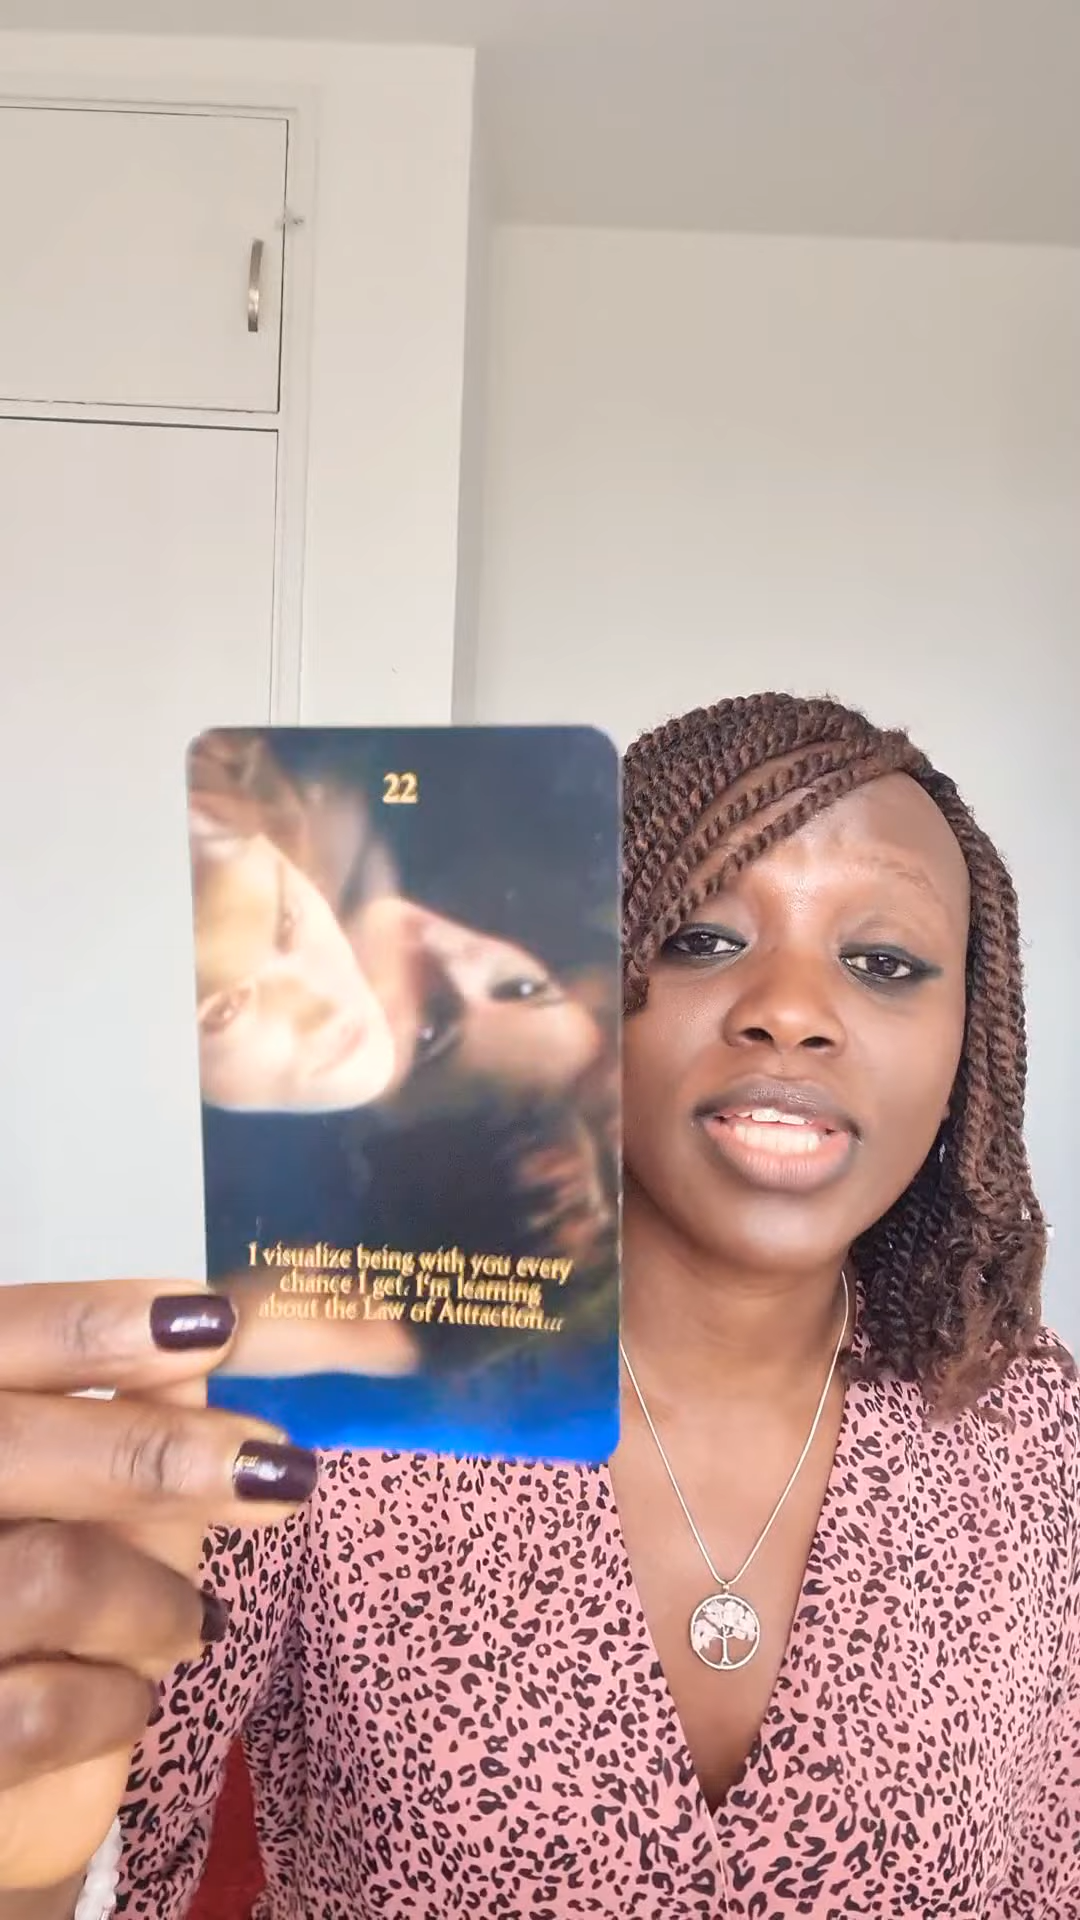 22
I visualize being with you every
chance I get. I'm learning
about the Law of Attraction...